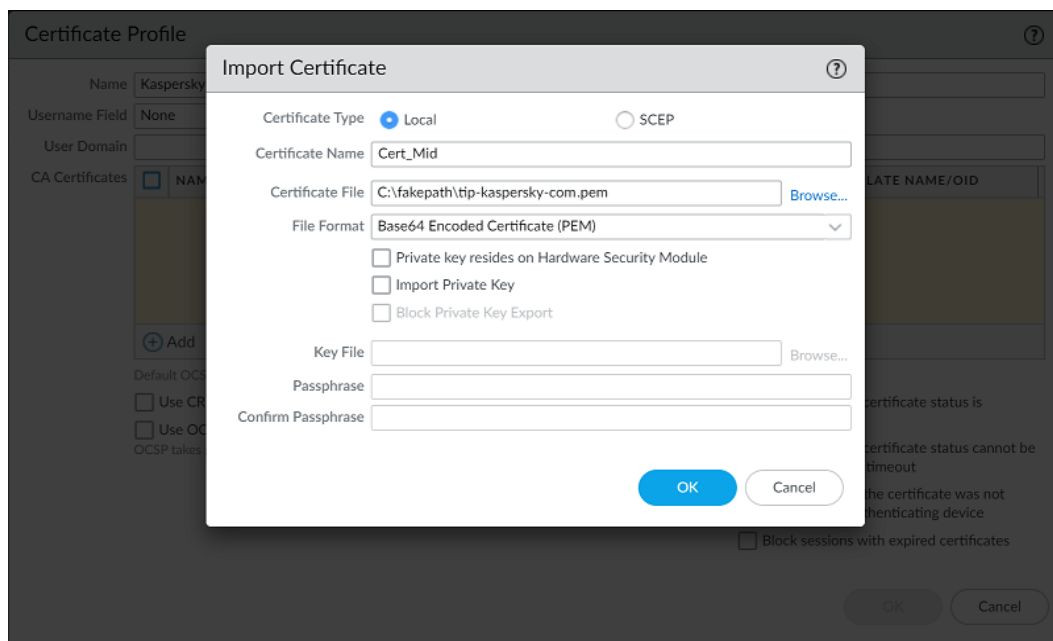 Certificate Profile
?
Import Certificate
?
Name Kaspersky
Username Field None
User Domain
CA Certificates
LATE NAME/OID
Certificate Type Local SCEP
Certificate Name Cert_Mid
Certificate File C:\fakepath\tip-kaspersky-com.pem Browse...
File Format Base64 Encoded Certificate (PEM)
Private key resides on Hardware Security Module
Import Private Key
Block Private Key Export
Add
Key File Browse...
Default OCS
Passphrase
Use CR
certificate status is
Confirm Passphrase
Use OC
OCSP takes
certificate status cannot be
timeout
OK Cancel
the certificate was not
thenticating device
Block sessions with expired certificates
OK Cancel